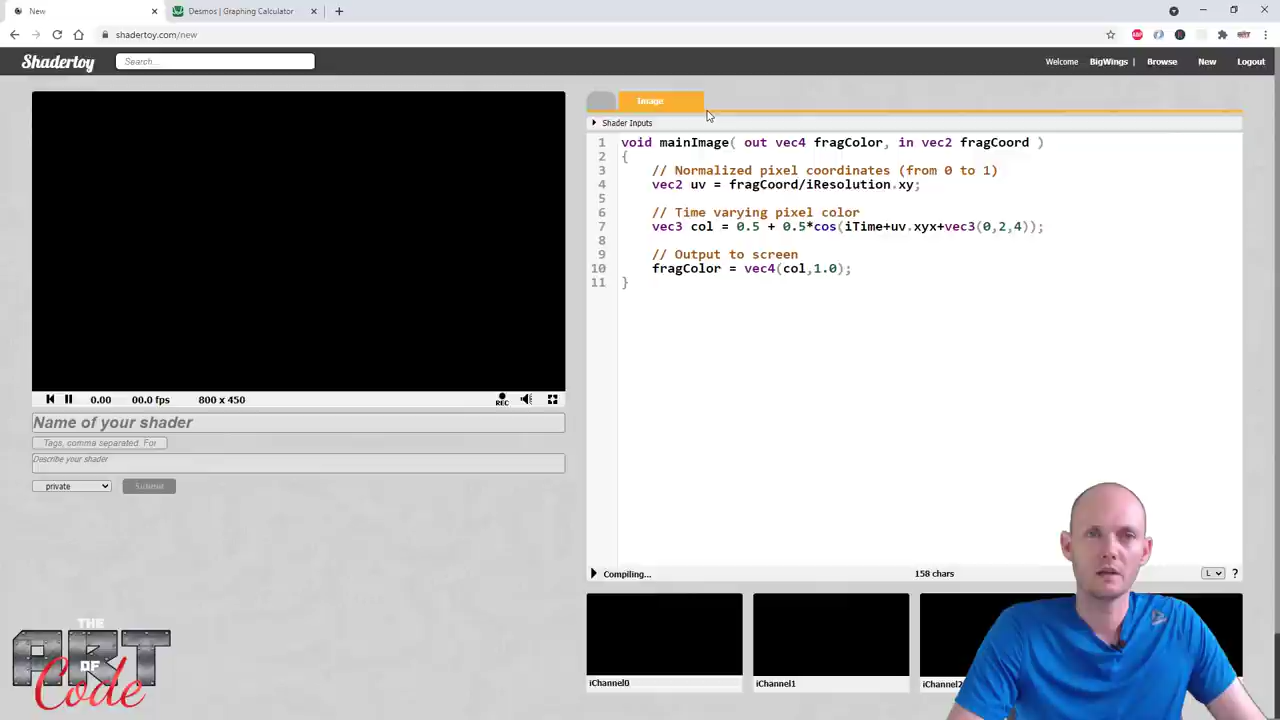 New
Desmos | Graphing Calculator
shadertoy.com/new
ABP
Shadertoy
Search...
Welcome BigWings | Browse New Logout
Image
Shader Inputs
1 void mainImage( out vec4 fragColor, in vec2 fragCoord )
2 {
3 // Normalized pixel coordinates (from 0 to 1)
4 vec2 uv = fragCoord/iResolution.xy;
5
6 // Time varying pixel color
7 vec3 col = 0.5 + 0.5*cos(iTime+uv.xyx+vec3(0,2,4));
8
9 // Output to screen
10 fragColor = vec4(col,1.0);
11 }
0.00 00.0 fps 800 x 450 REC
Name of your shader
Tags, comma separated. For
Describe your shader
private Submit
Compiling... 158 chars L ?
iChannel0 iChannel1 iChannel2
THE
ART
OF
Code